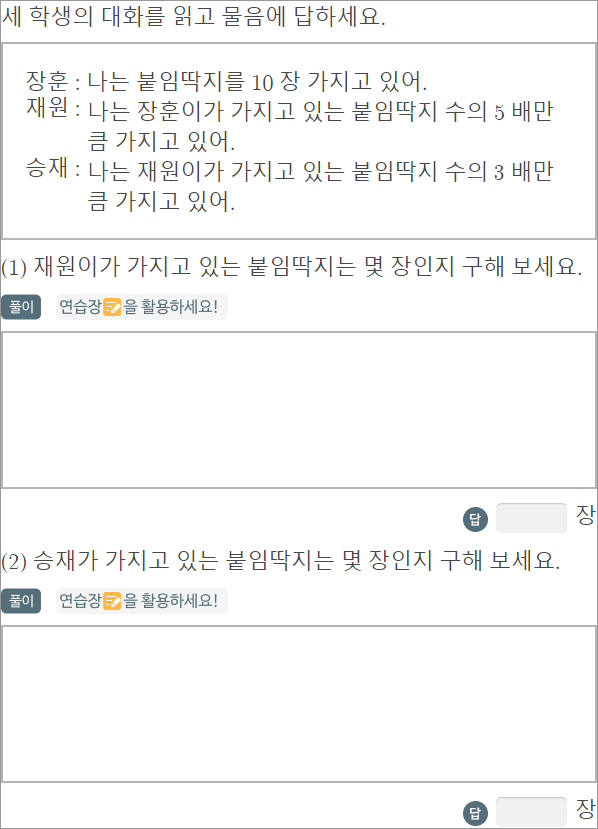 세 학생의 대화를 읽고 물음에 답하세요.
장훈 : 나는 붙임딱지를 10 장 가지고 있어.
재원 : 나는 장훈이가 가지고 있는 붙임딱지 수의 5 배만
큼 가지고 있어.
승재 : 나는 재원이가 가지고 있는 붙임딱지 수의 3 배만
큼 가지고 있어.
(1) 재원이가 가지고 있는 붙임딱지는 몇 장인지 구해 보세요.
풀이 연습장을 활용하세요!
답 장
(2) 승재가 가지고 있는 붙임딱지는 몇 장인지 구해 보세요.
풀이 연습장을 활용하세요!
답 장